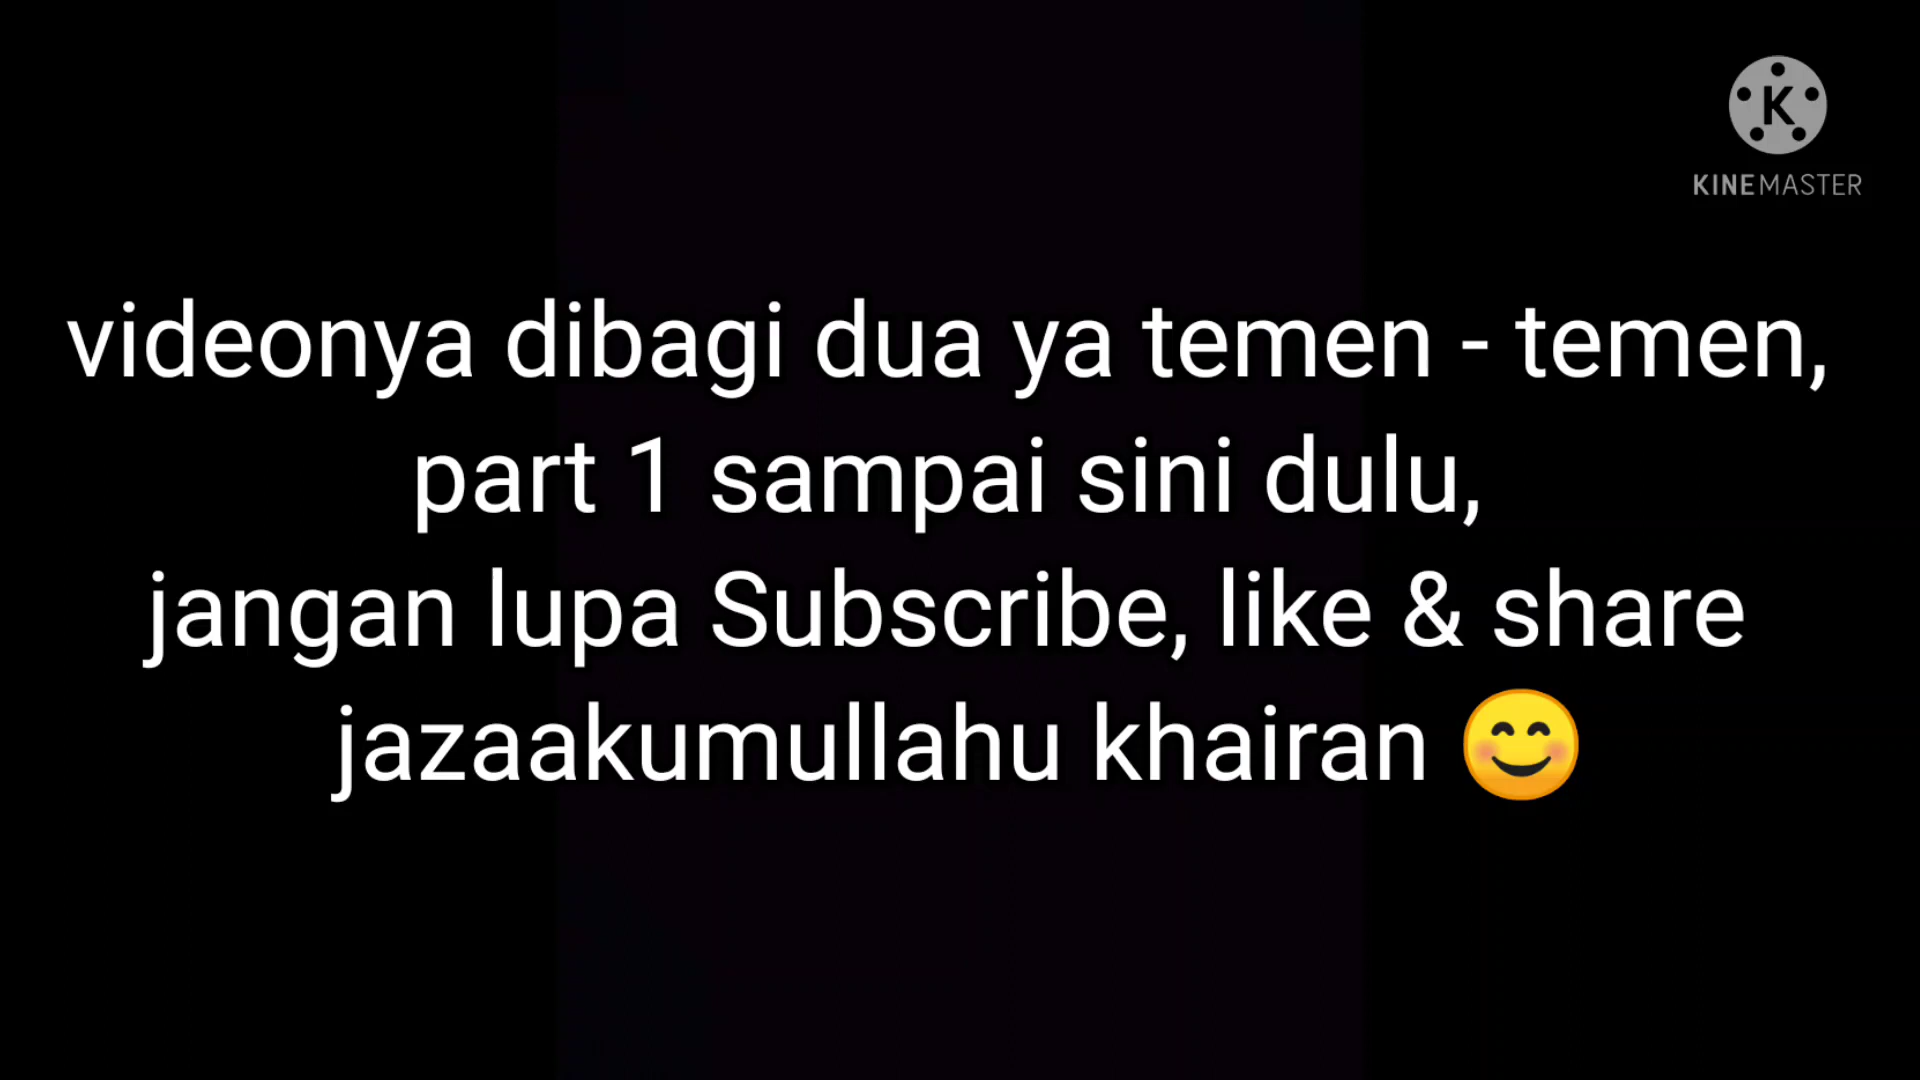 KINEMASTER
videonya dibagi dua ya temen - temen,
part 1 sampai sini dulu,
jangan lupa Subscribe, like & share
jazaakumullahu khairan 😊